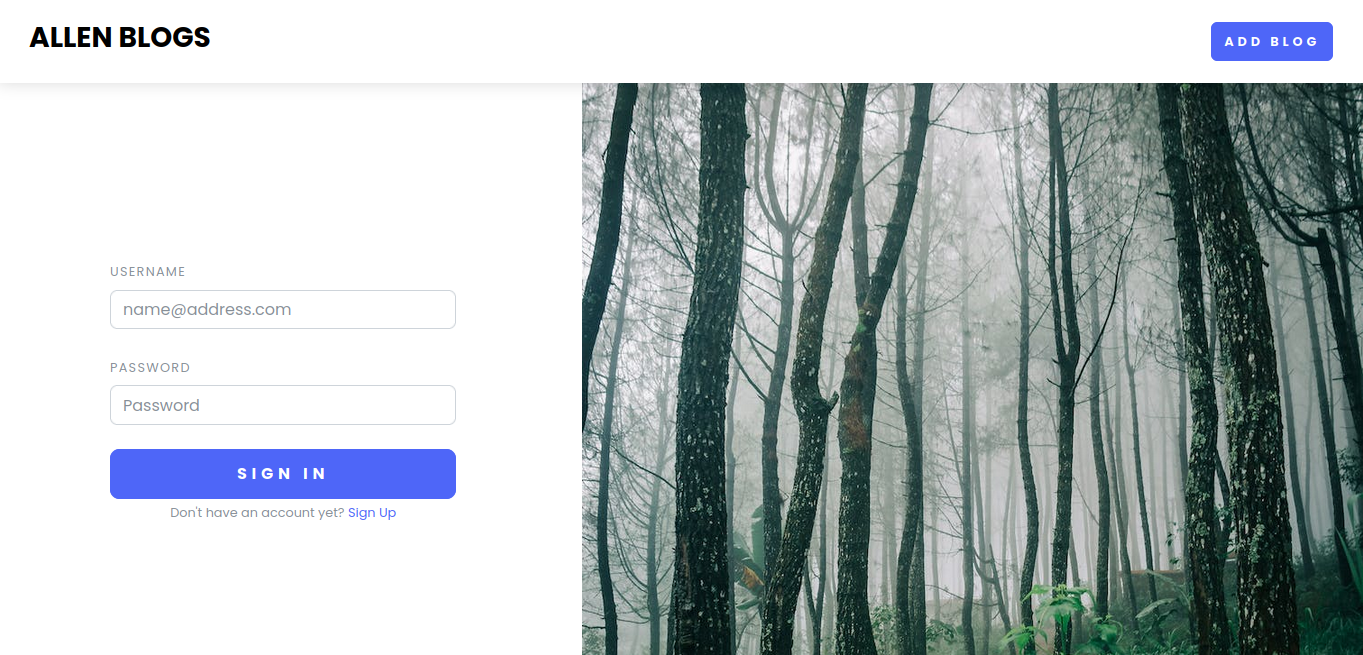 ALLEN BLOGS
ADD BLOG
USERNAME
name@address.com
PASSWORD
Password
SIGN IN
Don't have an account yet? Sign Up